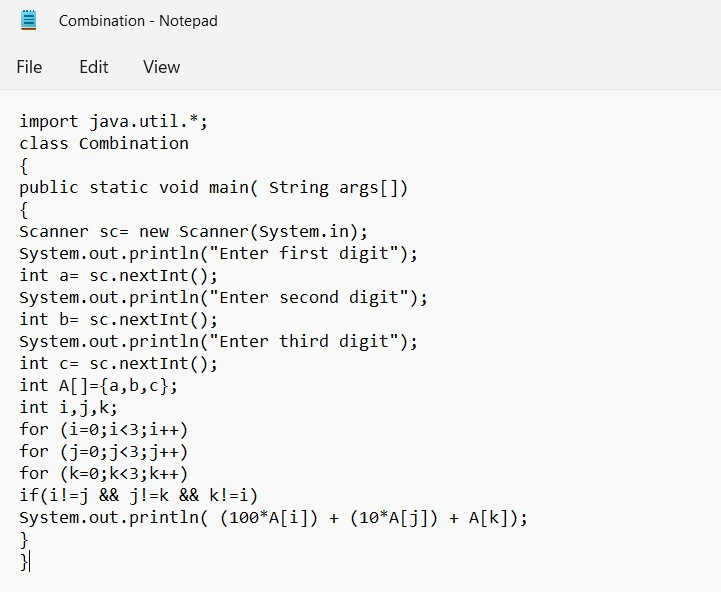 Combination - Notepad
File Edit View
import java.util.*;
class Combination
{
public static void main( String args[])
{
Scanner sc= new Scanner(System.in);
System.out.println("Enter first digit");
int a= sc.nextInt();
System.out.println("Enter second digit");
int b= sc.nextInt();
System.out.println("Enter third digit");
int c= sc.nextInt();
int A[]={a,b,c};
int i,j,k;
for (i=0;i<3;i++)
for (j=0;j<3;j++)
for (k=0;k<3;k++)
if(i!=j && j!=k && k!=i)
System.out.println( (100*A[i]) + (10*A[j]) + A[k]);
}
}